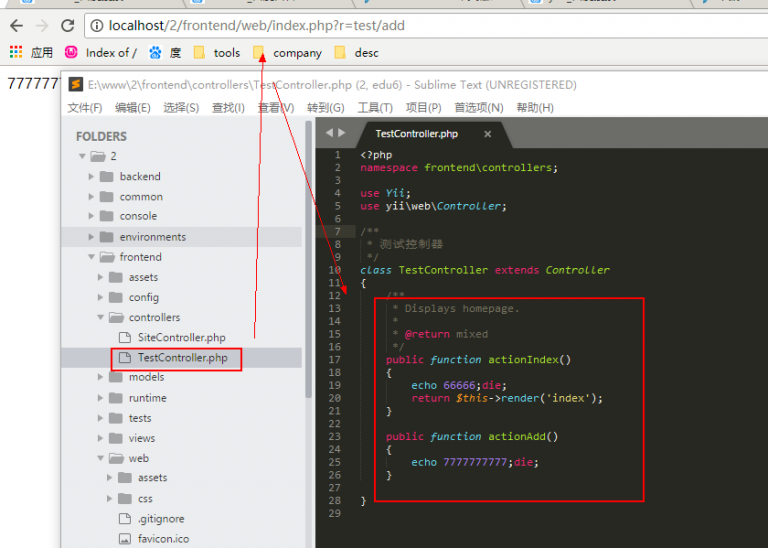 localhost/2/frontend/web/index.php?r=test/add
应用 Index of / 度 tools company desc
7777777
E:\www\2\frontend\controllers\TestController.php (2, edu6) - Sublime Text (UNREGISTERED)
文件(F) 编辑(E) 选择(S) 查找(I) 查看(V) 转到(G) 工具(T) 项目(P) 首选项(N) 帮助(H)
FOLDERS
2
backend
common
console
environments
frontend
assets
config
controllers
SiteController.php
TestController.php
models
runtime
tests
views
web
assets
css
.gitignore
favicon.ico
TestController.php ×
1 <?php
2 namespace frontend\controllers;
3
4 use Yii;
5 use yii\web\Controller;
6
7 /**
8 * 测试控制器
9 */
10 class TestController extends Controller
11 {
12 /**
13 * Displays homepage.
14 *
15 * @return mixed
16 */
17 public function actionIndex()
18 {
19 echo 66666;die;
20 return $this->render('index');
21 }
22
23 public function actionAdd()
24 {
25 echo 7777777777;die;
26 }
27
28 }
29